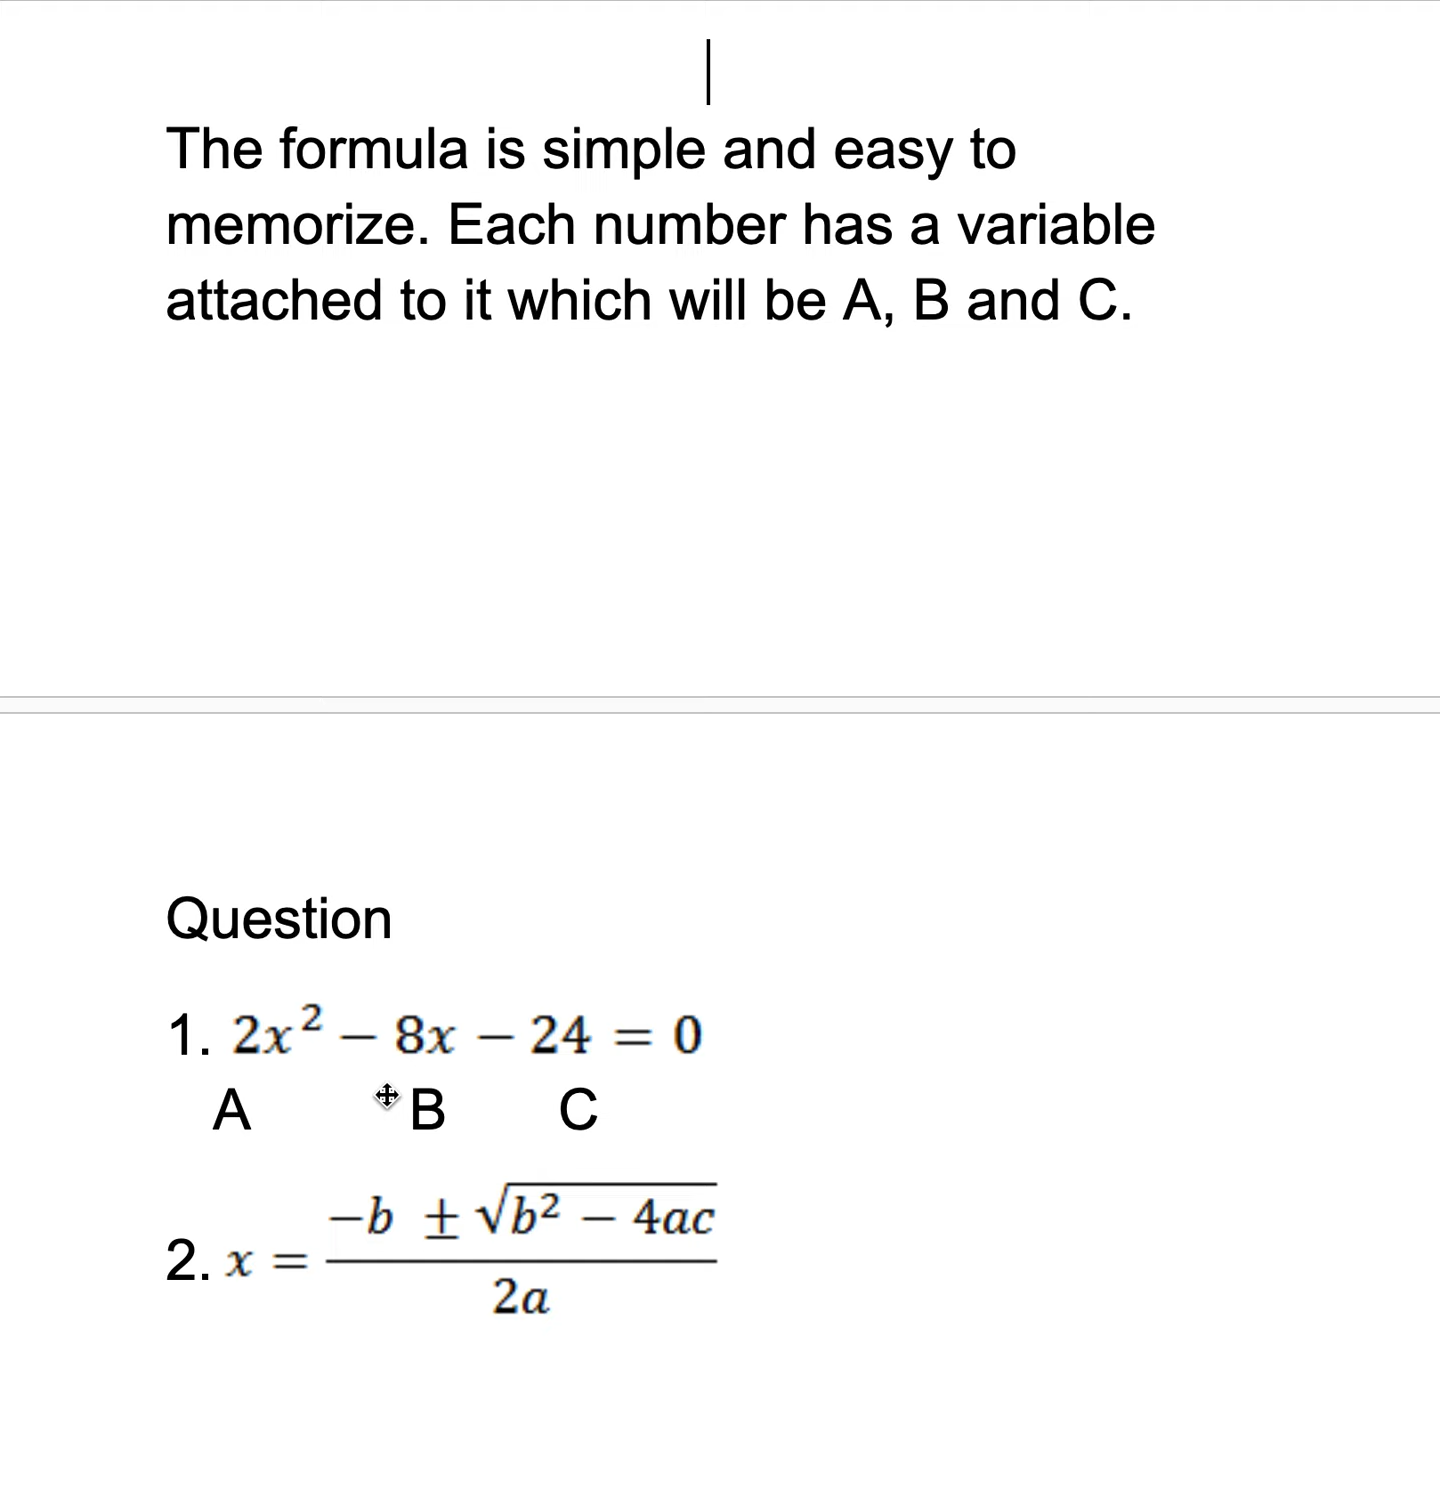 The formula is simple and easy to
memorize. Each number has a variable
attached to it which will be A, B and C.
Question
1. 2x² − 8x − 24 = 0
A B C
2. x = −b ± √b² − 4ac
2a